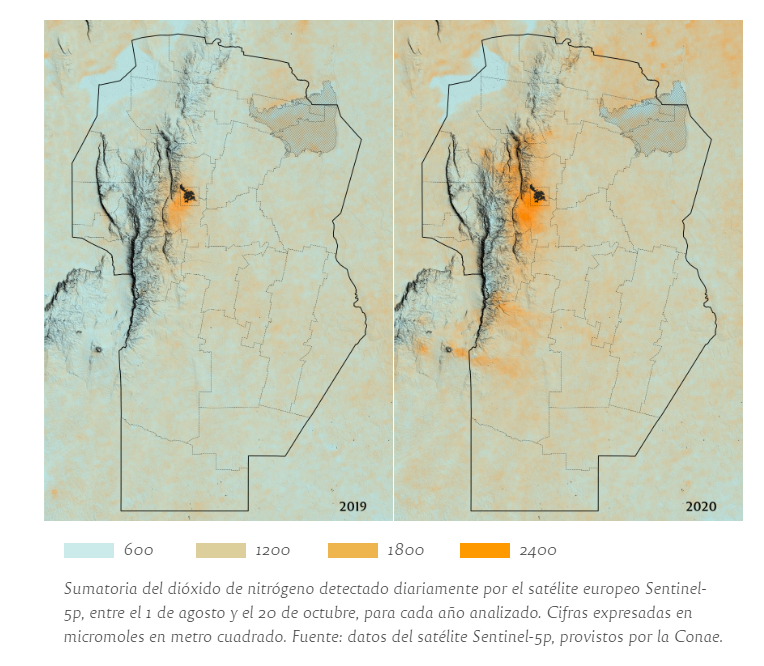 2019
2020
600
1200
1800
2400
Sumatoria del dióxido de nitrógeno detectado diariamente por el satélite europeo Sentinel-
5p, entre el 1 de agosto y el 20 de octubre, para cada año analizado. Cifras expresadas en
micromoles en metro cuadrado. Fuente: datos del satélite Sentinel-5p, provistos por la Conae.